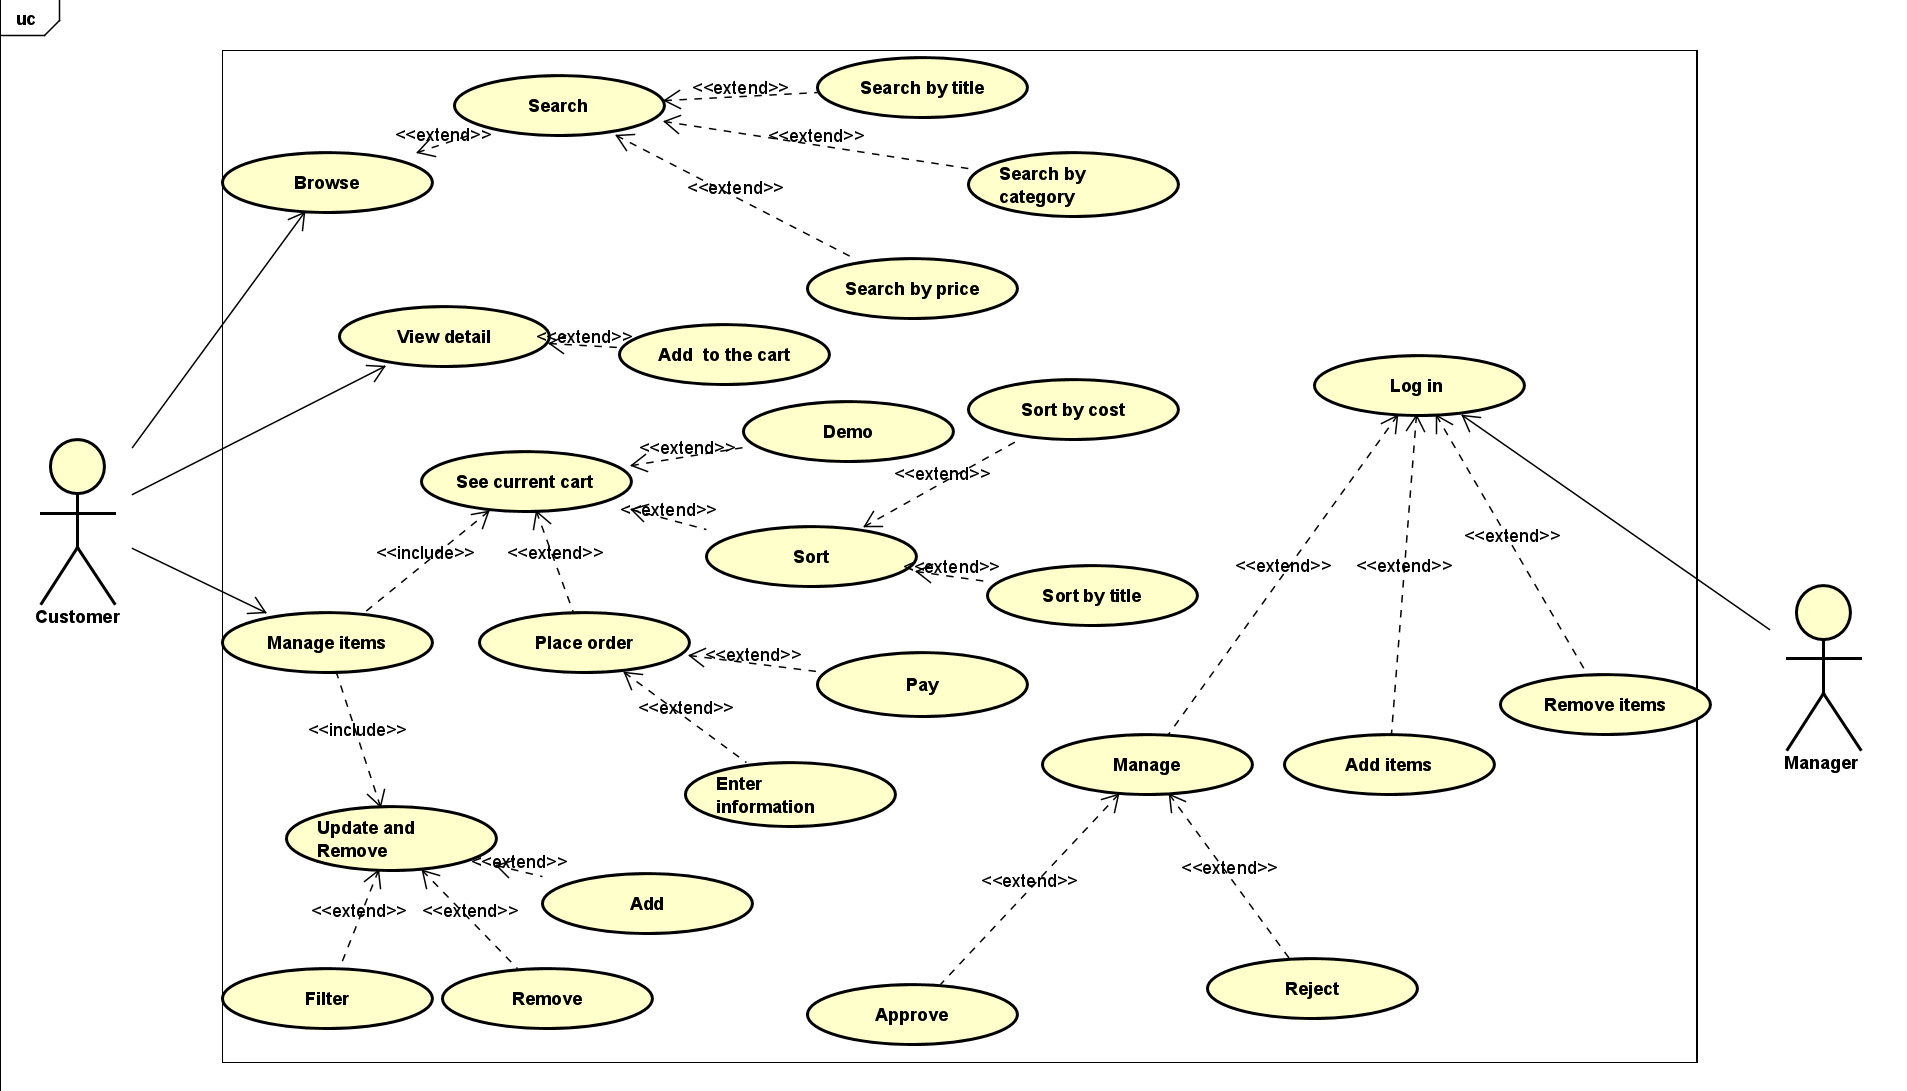 uc
Search
<<extend>>
Search by title
<<extend>>
<<extend>>
Browse
Search by
category
<<extend>>
Search by price
View detail
<<extend>>
Add  to the cart
Log in
Sort by cost
Demo
<<extend>>
See current cart
<<extend>>
<<extend>>
Sort
<<extend>>
Sort by title
<<include>>
<<extend>>
<<extend>>
<<extend>>
<<extend>>
Customer
Manage items
Place order
<<extend>>
Pay
Remove items
<<extend>>
<<include>>
Manage
Add items
Manager
Enter
information
Update and
Remove
<<extend>>
Add
<<extend>>
<<extend>>
<<extend>>
<<extend>>
Filter
Remove
Approve
Reject